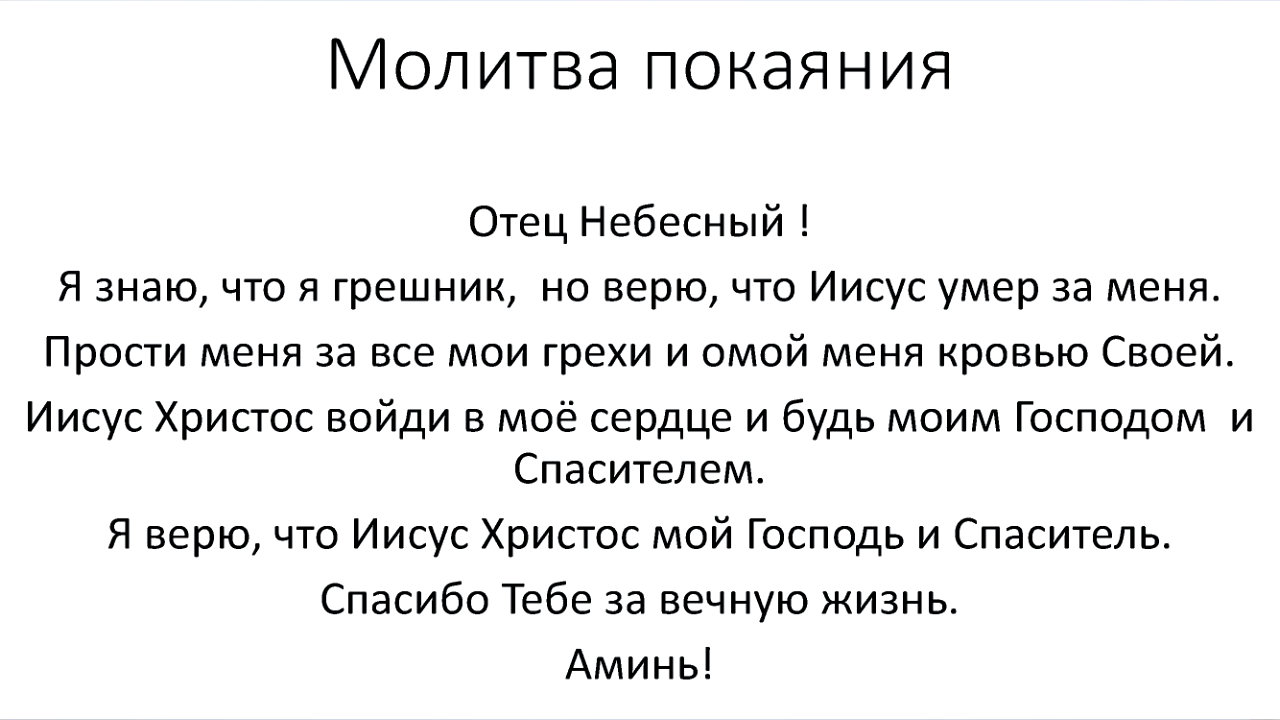 Молитва покаяния
Отец Небесный !
Я знаю, что я грешник,  но верю, что Иисус умер за меня.
Прости меня за все мои грехи и омой меня кровью Своей.
Иисус Христос войди в моё сердце и будь моим Господом  и
Спасителем.
Я верю, что Иисус Христос мой Господь и Спаситель.
Спасибо Тебе за вечную жизнь.
Аминь!